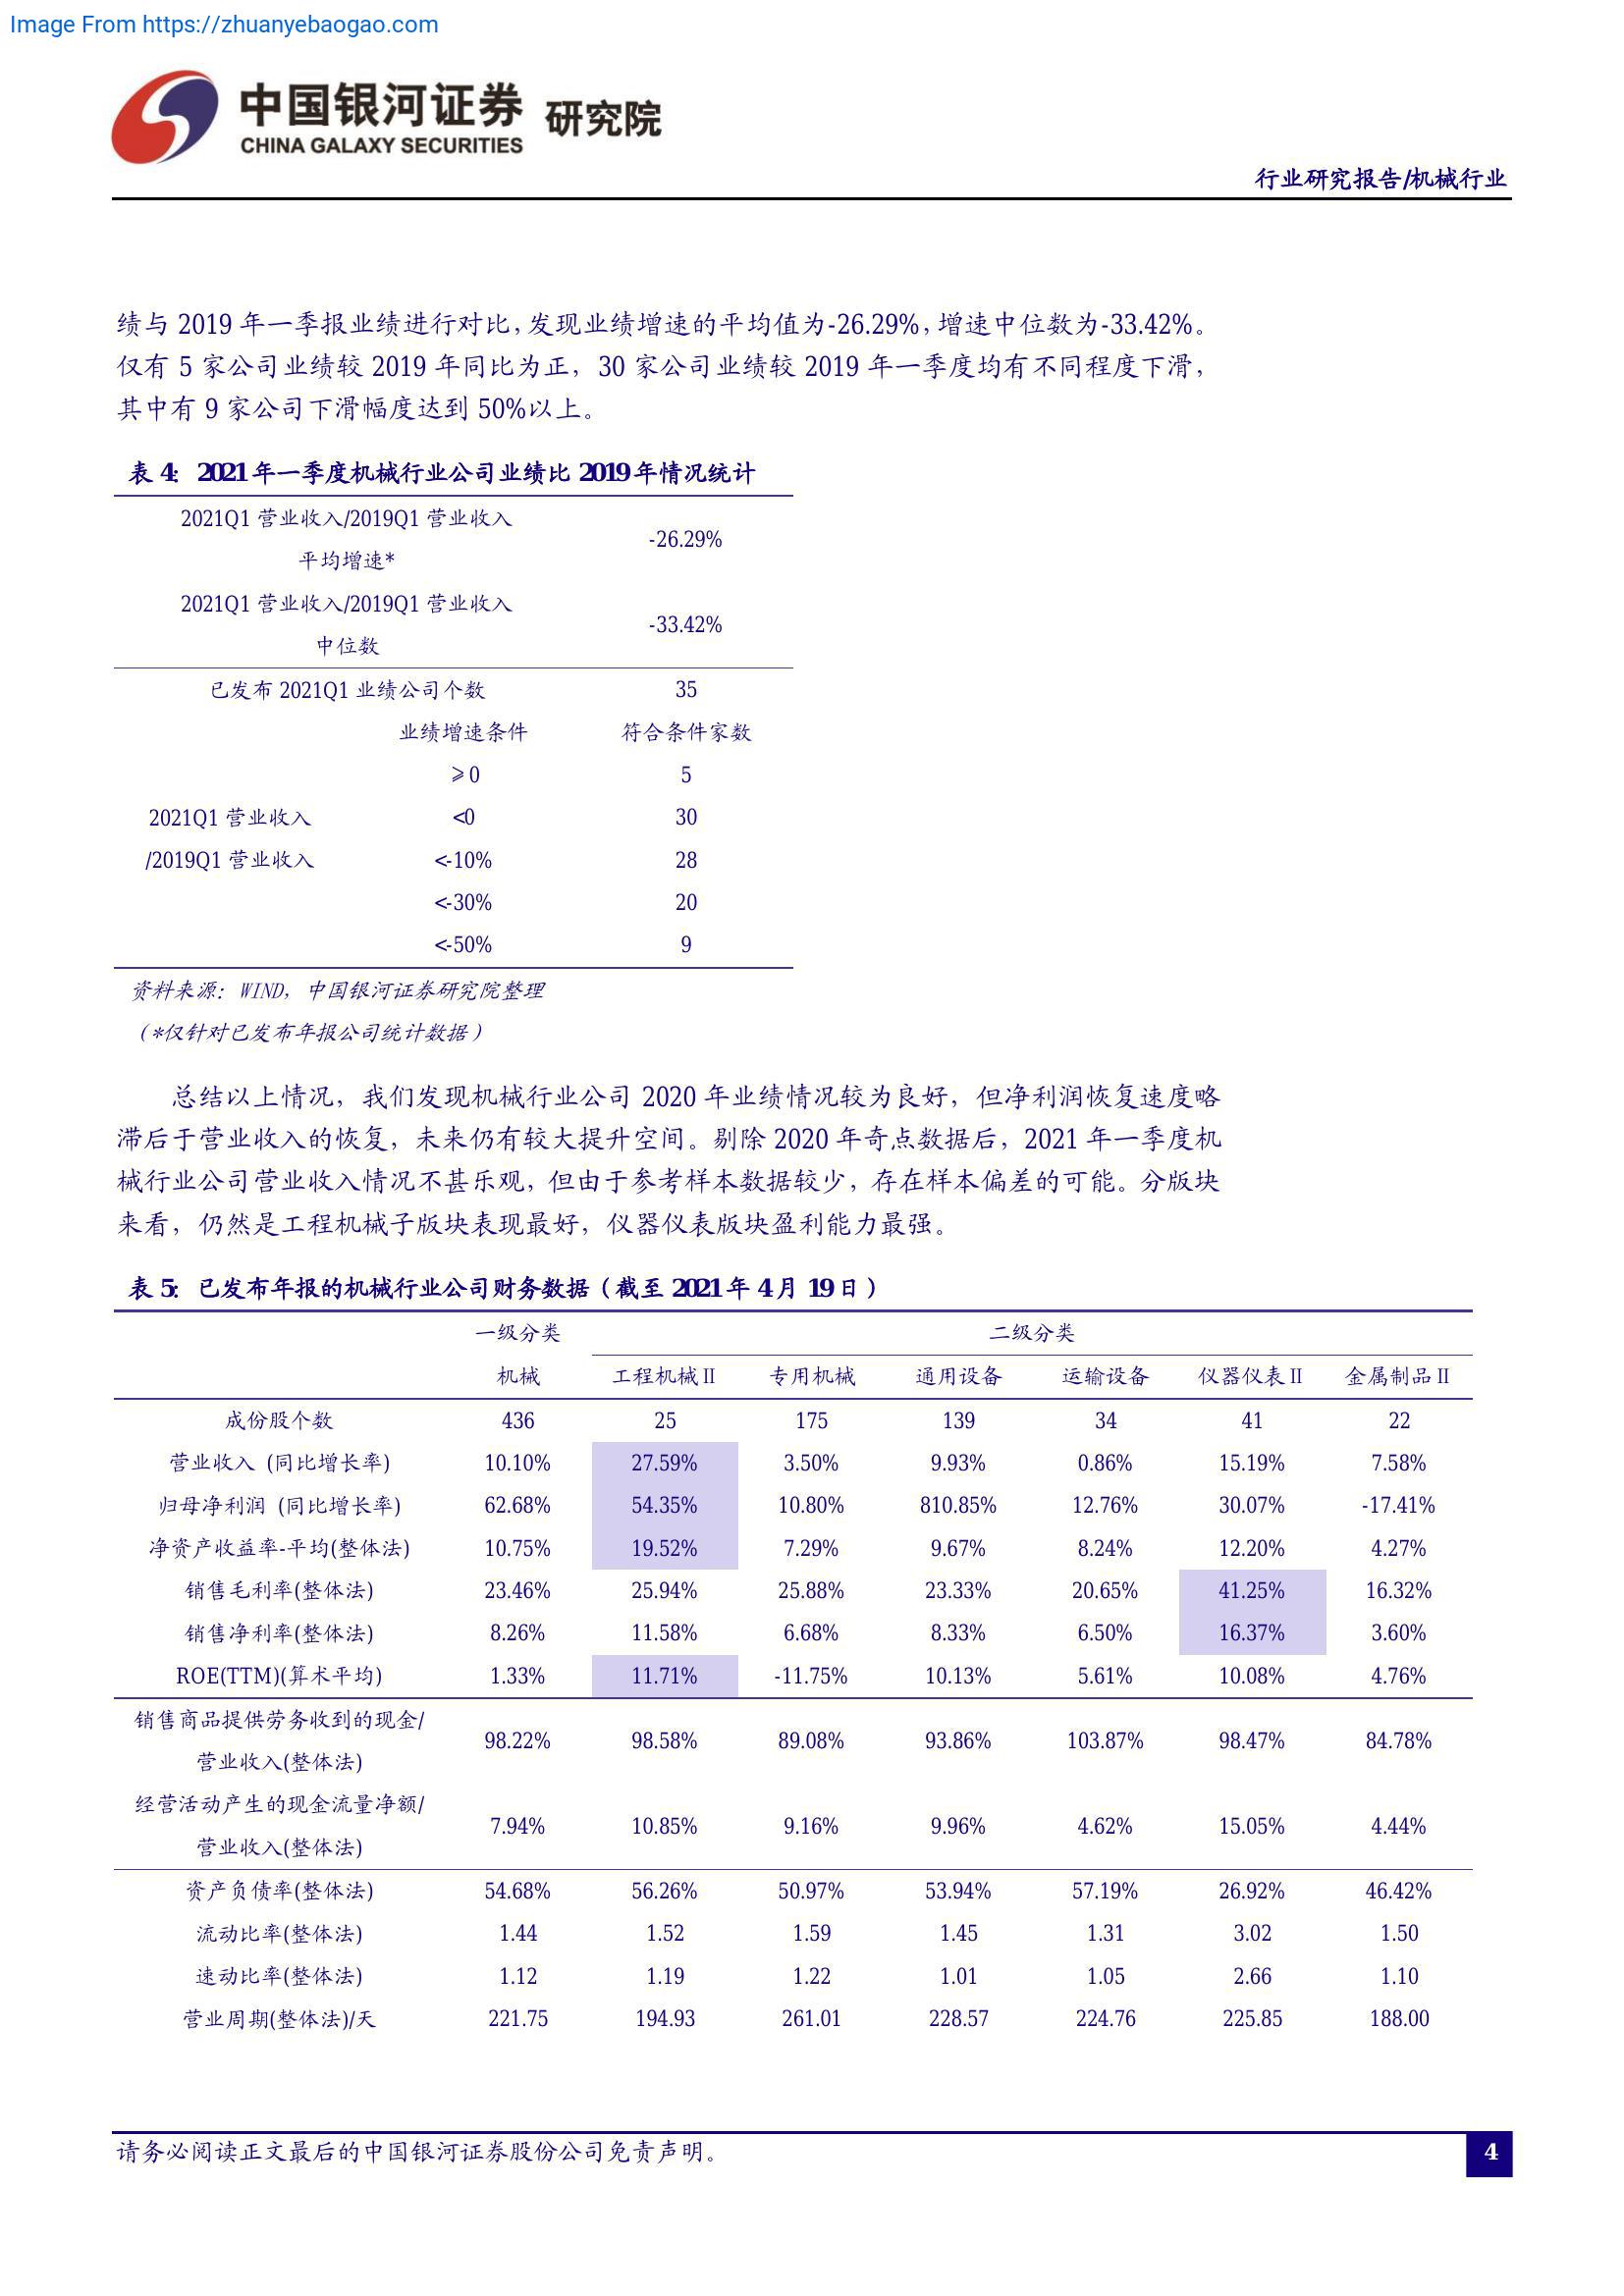 Image From https://zhuanyebaogao.com
中国银河证券 研究院
CHINA GALAXY SECURITIES
行业研究报告/机械行业
绩与 2019 年一季报业绩进行对比，发现业绩增速的平均值为-26.29%，增速中位数为-33.42%。
仅有 5 家公司业绩较 2019 年同比为正，30 家公司业绩较 2019 年一季度均有不同程度下滑，
其中有 9 家公司下滑幅度达到 50%以上。
表 4：2021 年一季度机械行业公司业绩比 2019 年情况统计
2021Q1 营业收入/2019Q1 营业收入
平均增速*
-26.29%
2021Q1 营业收入/2019Q1 营业收入
中位数
-33.42%
已发布 2021Q1 业绩公司个数 35
业绩增速条件 符合条件家数
≥0 5
2021Q1 营业收入 <0 30
/2019Q1 营业收入 <-10% 28
<-30% 20
<-50% 9
资料来源：WIND，中国银河证券研究院整理
（*仅针对已发布年报公司统计数据）
总结以上情况，我们发现机械行业公司 2020 年业绩情况较为良好，但净利润恢复速度略
滞后于营业收入的恢复，未来仍有较大提升空间。剔除 2020 年奇点数据后，2021 年一季度机
械行业公司营业收入情况不甚乐观，但由于参考样本数据较少，存在样本偏差的可能。分版块
来看，仍然是工程机械子版块表现最好，仪器仪表版块盈利能力最强。
表 5：已发布年报的机械行业公司财务数据（截至 2021 年 4 月 19 日）
一级分类 二级分类
机械 工程机械Ⅱ 专用机械 通用设备 运输设备 仪器仪表Ⅱ 金属制品Ⅱ
成份股个数 436 25 175 139 34 41 22
营业收入 (同比增长率) 10.10% 27.59% 3.50% 9.93% 0.86% 15.19% 7.58%
归母净利润 (同比增长率) 62.68% 54.35% 10.80% 810.85% 12.76% 30.07% -17.41%
净资产收益率-平均(整体法) 10.75% 19.52% 7.29% 9.67% 8.24% 12.20% 4.27%
销售毛利率(整体法) 23.46% 25.94% 25.88% 23.33% 20.65% 41.25% 16.32%
销售净利率(整体法) 8.26% 11.58% 6.68% 8.33% 6.50% 16.37% 3.60%
ROE(TTM)(算术平均) 1.33% 11.71% -11.75% 10.13% 5.61% 10.08% 4.76%
销售商品提供劳务收到的现金/
营业收入(整体法)
98.22% 98.58% 89.08% 93.86% 103.87% 98.47% 84.78%
经营活动产生的现金流量净额/
营业收入(整体法)
7.94% 10.85% 9.16% 9.96% 4.62% 15.05% 4.44%
资产负债率(整体法) 54.68% 56.26% 50.97% 53.94% 57.19% 26.92% 46.42%
流动比率(整体法) 1.44 1.52 1.59 1.45 1.31 3.02 1.50
速动比率(整体法) 1.12 1.19 1.22 1.01 1.05 2.66 1.10
营业周期(整体法)/天 221.75 194.93 261.01 228.57 224.76 225.85 188.00
请务必阅读正文最后的中国银河证券股份公司免责声明。
4